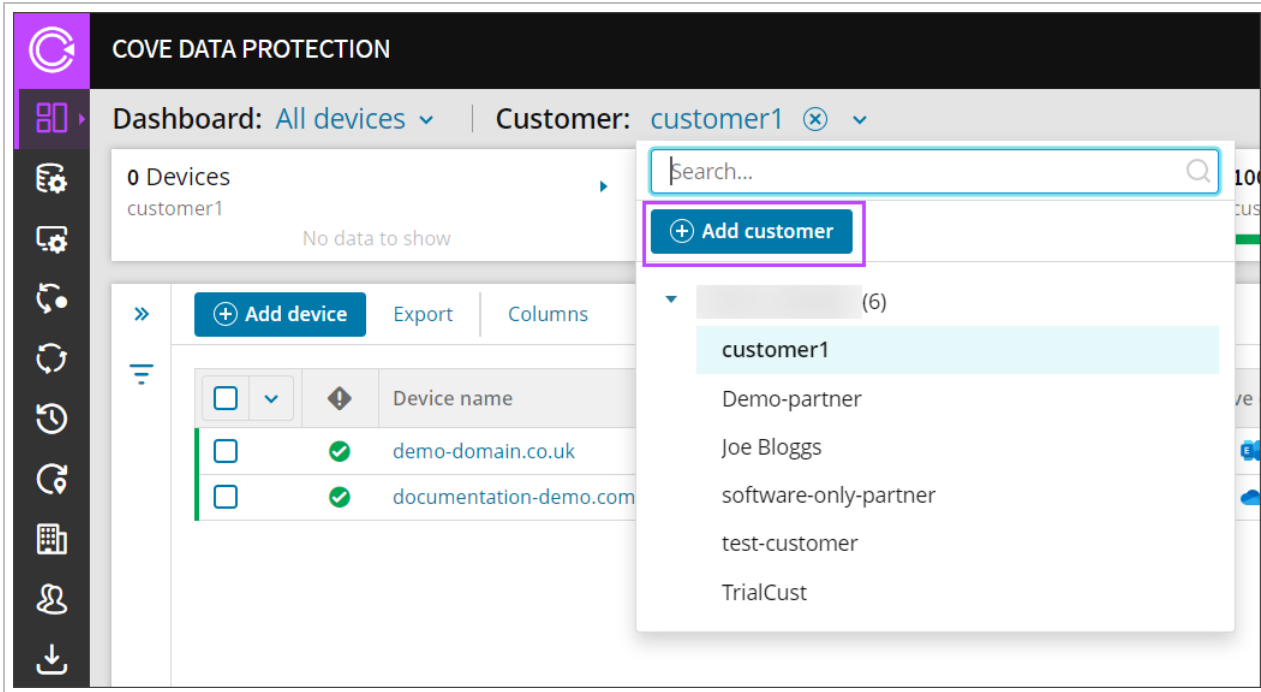 COVE DATA PROTECTION
Dashboard: All devices Customer: customer1
0 Devices
customer1
No data to show
Search...
Add customer
(6)
customer1
Demo-partner
Joe Bloggs
software-only-partner
test-customer
TrialCust
Add device Export Columns
Device name
demo-domain.co.uk
documentation-demo.com